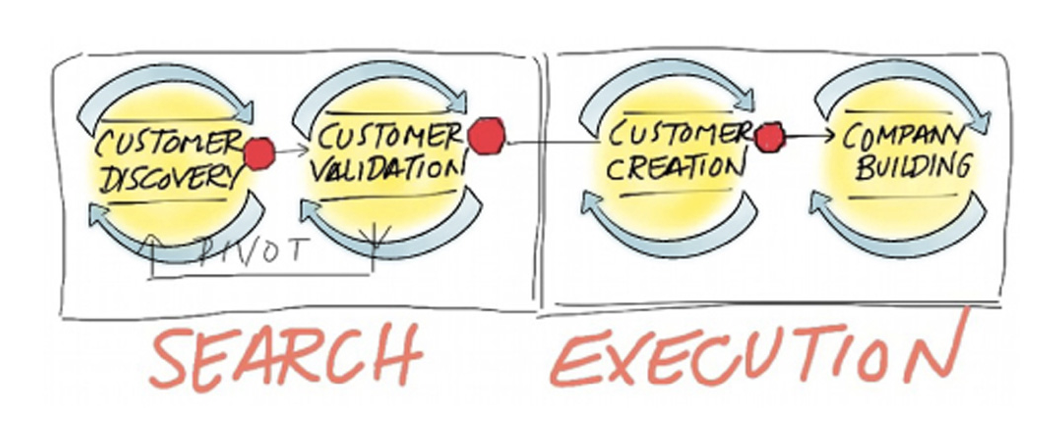 CUSTOMER
DISCOVERY
CUSTOMER
VALIDATION
CUSTOMER
CREATION
COMPANY
BUILDING
PIVOT
SEARCH
EXECUTION